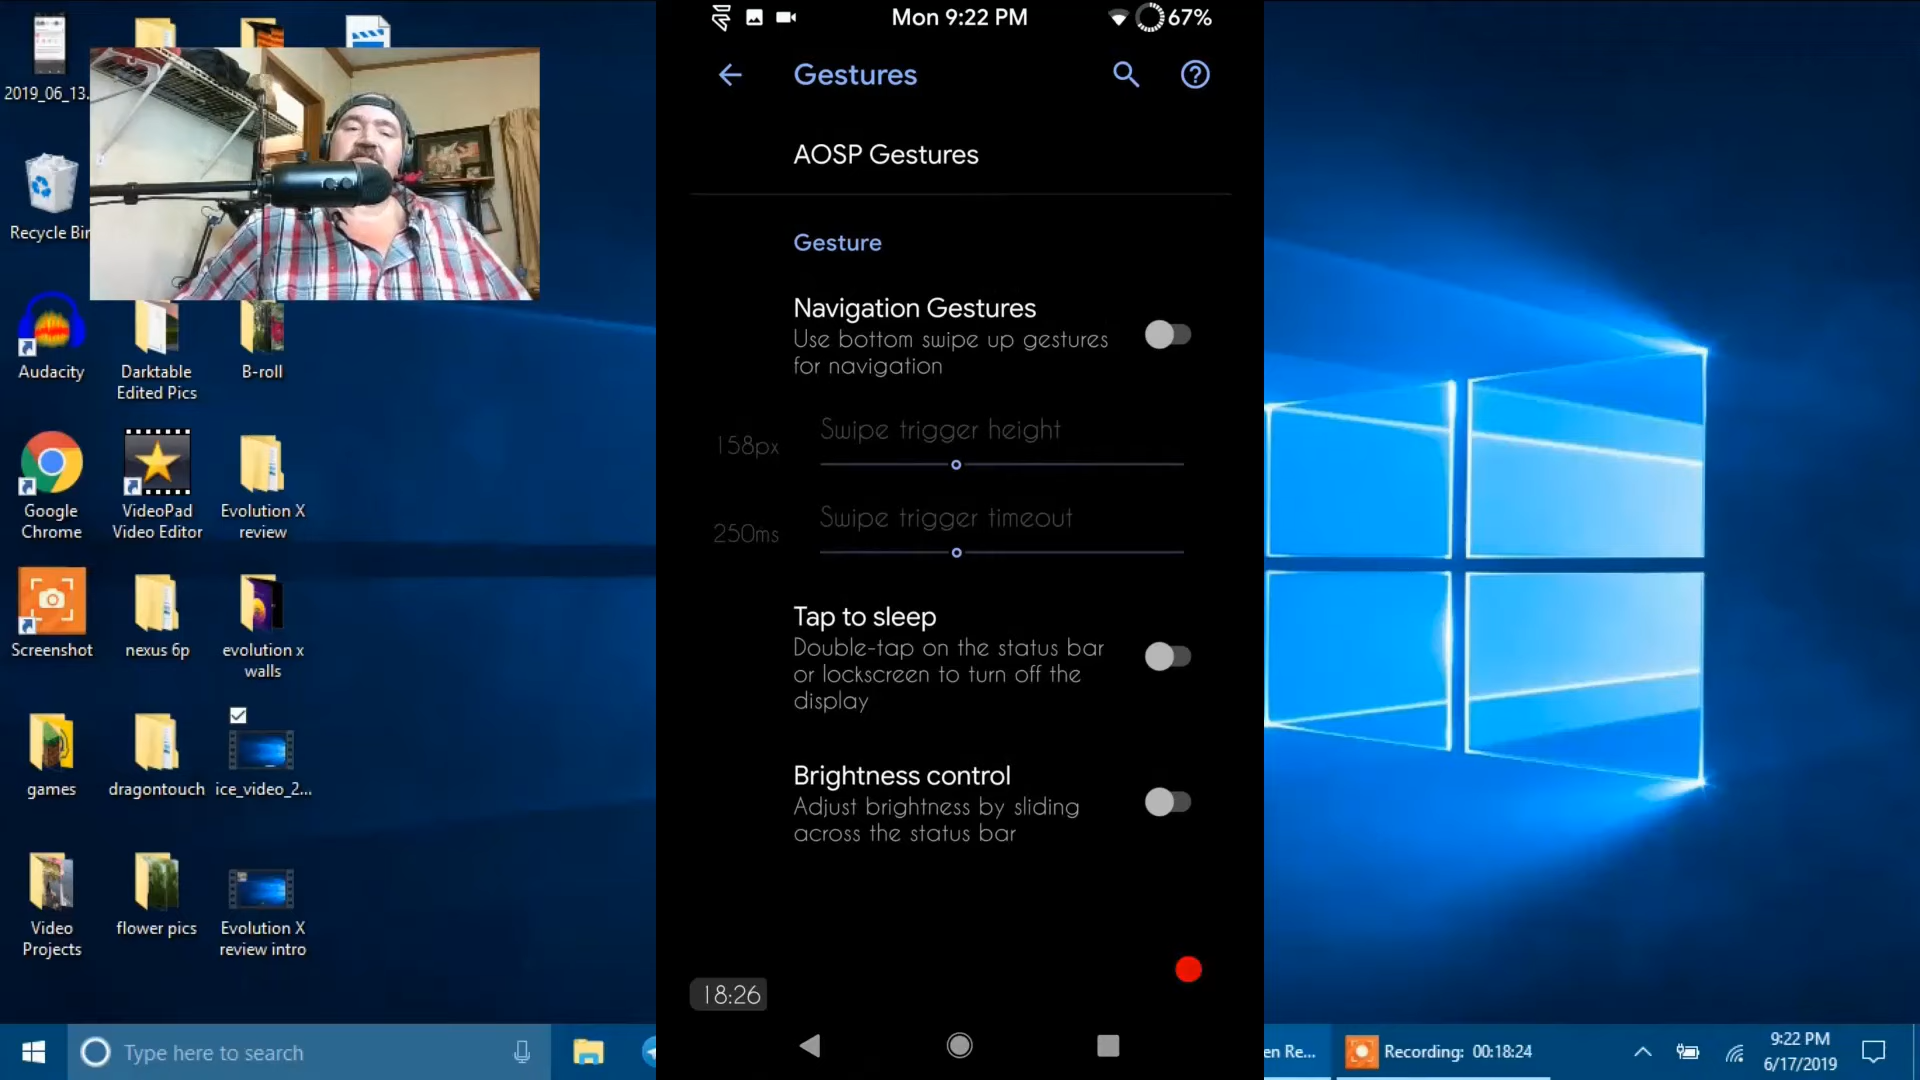 2019_06_13.
Recycle Bin
Audacity
Darktable
Edited Pics
B-roll
Google
Chrome
VideoPad
Video Editor
Evolution X
review
Screenshot
nexus 6p
evolution x
walls
games
dragontouch
ice_video_2...
Video
Projects
flower pics
Evolution X
review intro
Type here to search
Mon 9:22 PM
67%
Gestures
AOSP Gestures
Gesture
Navigation Gestures
Use bottom swipe up gestures
for navigation
158px
Swipe trigger height
250ms
Swipe trigger timeout
Tap to sleep
Double-tap on the status bar
or lockscreen to turn off the
display
Brightness control
Adjust brightness by sliding
across the status bar
18:26
en Re...
Recording: 00:18:24
9:22 PM
6/17/2019